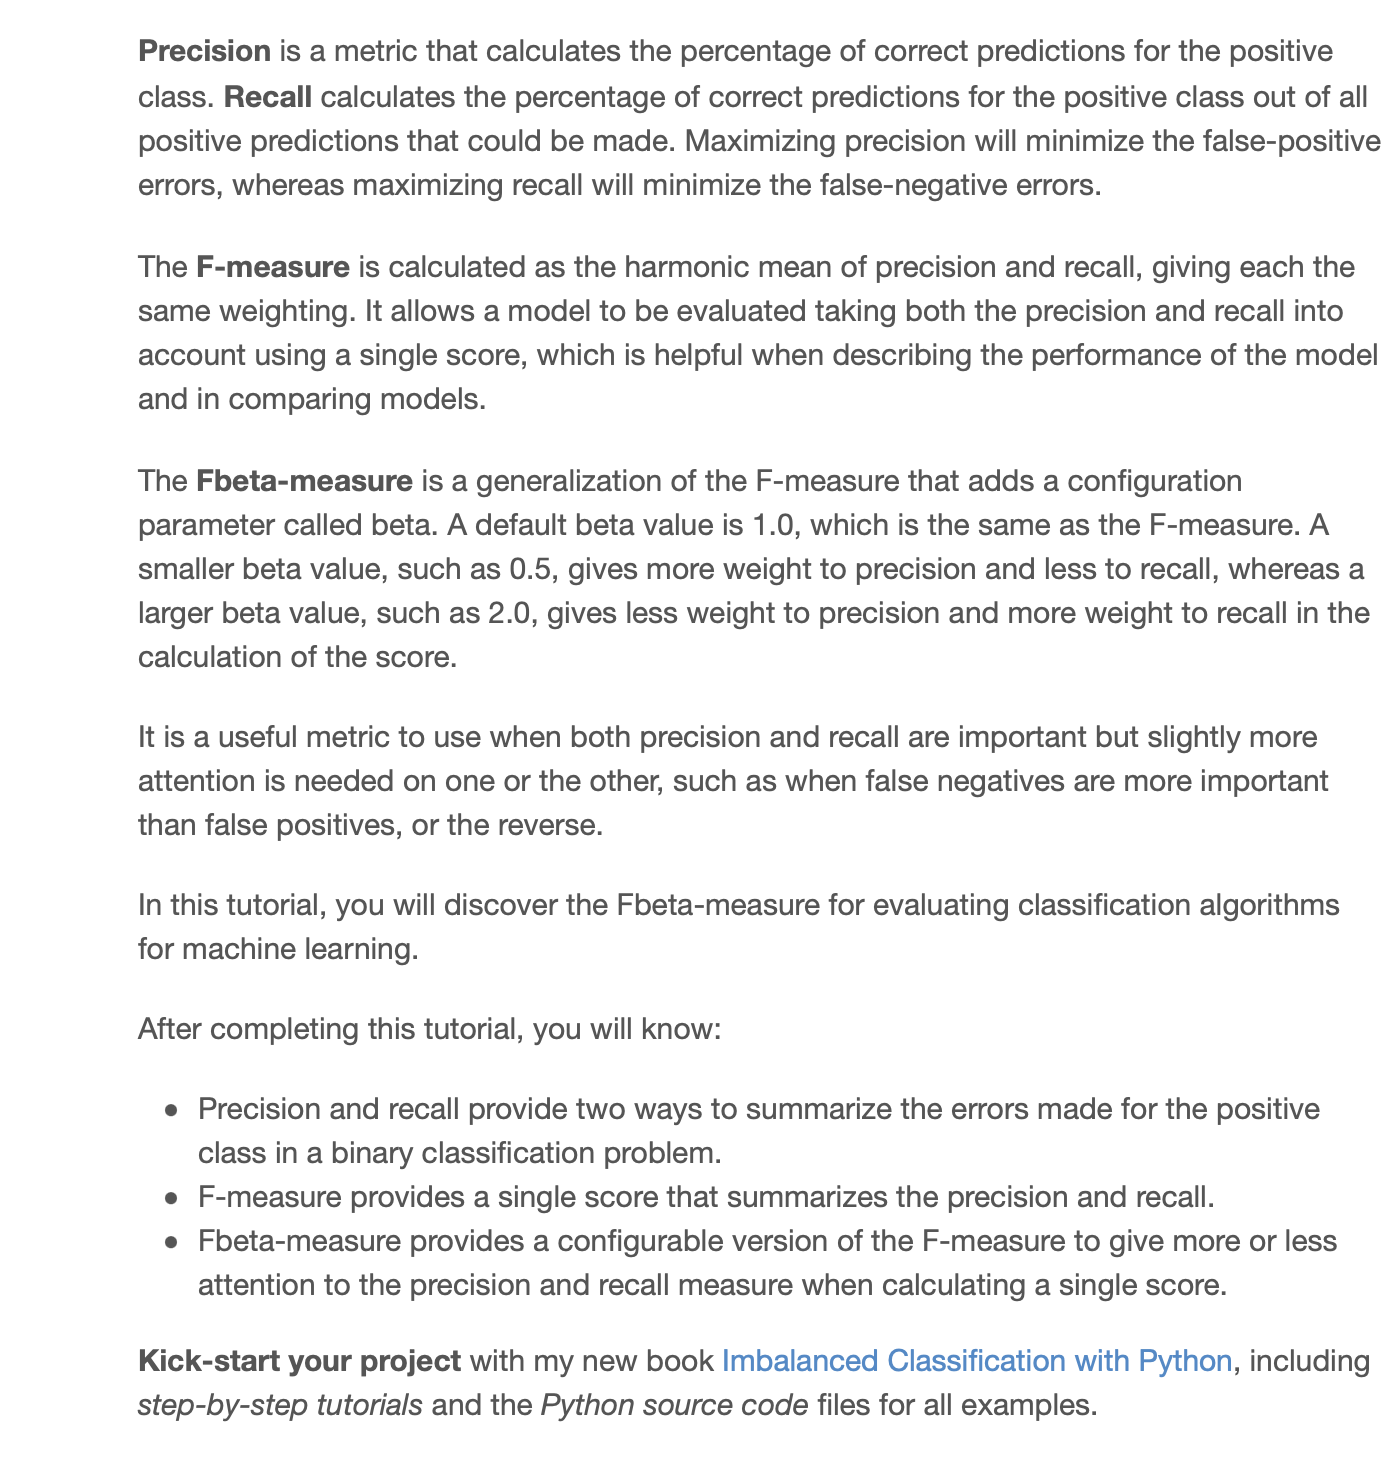 Precision is a metric that calculates the percentage of correct predictions for the positive
class. Recall calculates the percentage of correct predictions for the positive class out of all
positive predictions that could be made. Maximizing precision will minimize the false-positive
errors, whereas maximizing recall will minimize the false-negative errors.
The F-measure is calculated as the harmonic mean of precision and recall, giving each the
same weighting. It allows a model to be evaluated taking both the precision and recall into
account using a single score, which is helpful when describing the performance of the model
and in comparing models.
The Fbeta-measure is a generalization of the F-measure that adds a configuration
parameter called beta. A default beta value is 1.0, which is the same as the F-measure. A
smaller beta value, such as 0.5, gives more weight to precision and less to recall, whereas a
larger beta value, such as 2.0, gives less weight to precision and more weight to recall in the
calculation of the score.
It is a useful metric to use when both precision and recall are important but slightly more
attention is needed on one or the other, such as when false negatives are more important
than false positives, or the reverse.
In this tutorial, you will discover the Fbeta-measure for evaluating classification algorithms
for machine learning.
After completing this tutorial, you will know:
• Precision and recall provide two ways to summarize the errors made for the positive
class in a binary classification problem.
• F-measure provides a single score that summarizes the precision and recall.
• Fbeta-measure provides a configurable version of the F-measure to give more or less
attention to the precision and recall measure when calculating a single score.
Kick-start your project with my new book Imbalanced Classification with Python, including
step-by-step tutorials and the Python source code files for all examples.